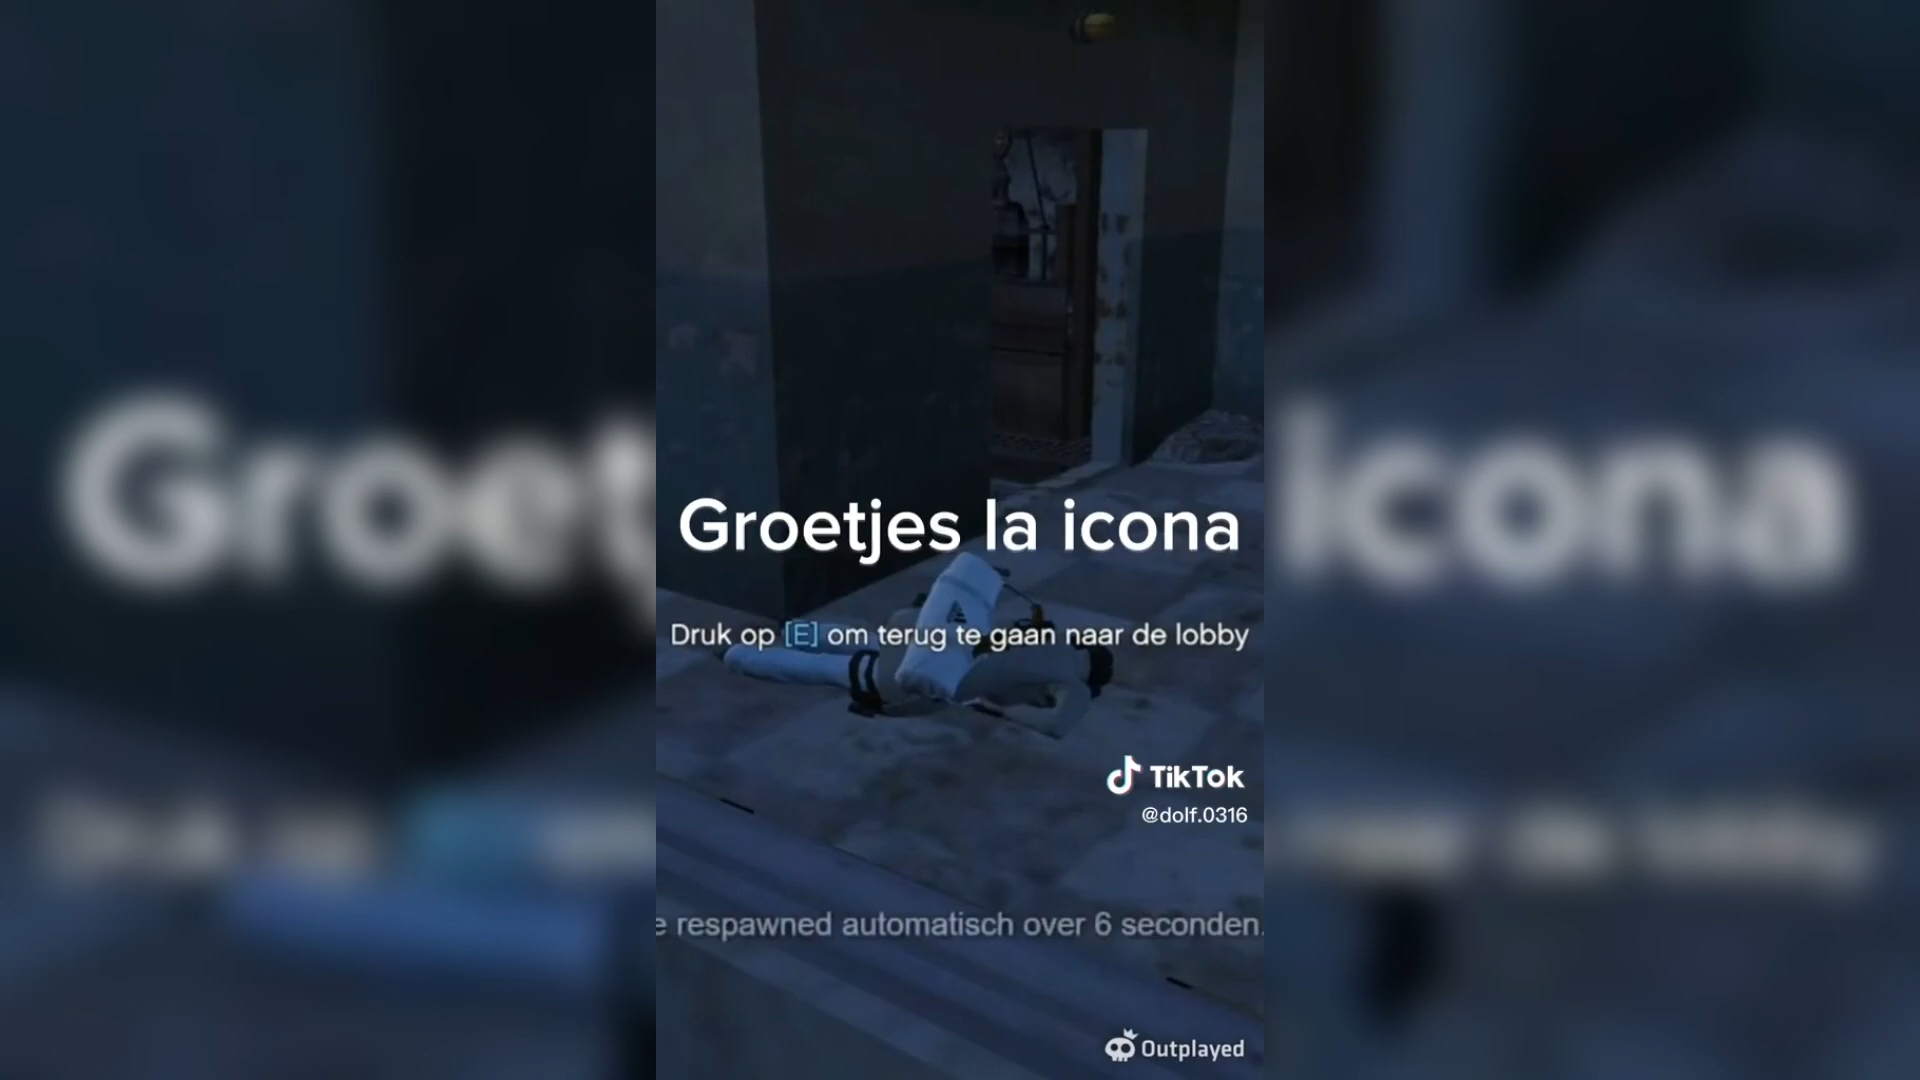 Groetjes la icona
Druk op [E] om terug te gaan naar de lobby
TikTok
@dolf.0316
e respawned automatisch over 6 seconden.
Outplayed